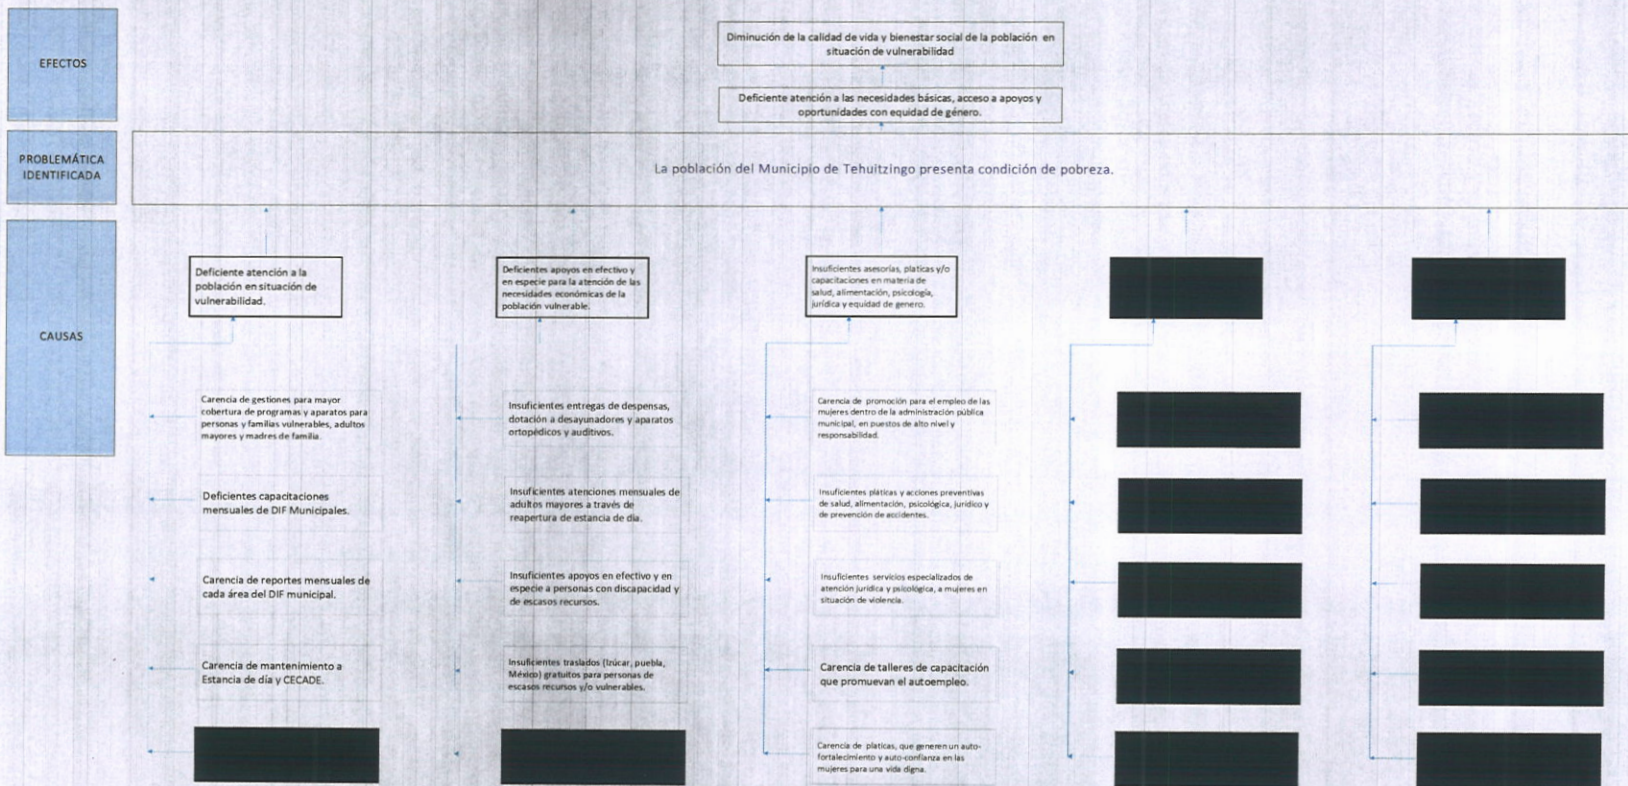 EFECTOS
Diminución de la calidad de vida y bienestar social de la población en
situación de vulnerabilidad
Deficiente atención a las necesidades básicas, acceso a apoyos y
oportunidades con equidad de género.
PROBLEMÁTICA
IDENTIFICADA
La población del Municipio de Tehuitzingo presenta condición de pobreza.
CAUSAS
Deficiente atención a la
población en situación de
vulnerabilidad.
Deficientes apoyos en efectivo y
en especie para la atención de las
necesidades económicas de la
población vulnerable.
Insuficientes asesorías, platicas y/o
capacitaciones en materia de
salud, alimentación, psicología,
jurídica y equidad de genero.
Carencia de gestiones para mayor
cobertura de programas y aparatos para
personas y familias vulnerables, adultos
mayores y madres de familia.
Insuficientes entregas de despensas,
dotación a desayunadores y aparatos
ortopédicos y auditivos.
Carencia de promoción para el empleo de las
mujeres dentro de la administración pública
municipal, en puestos de alto nivel y
responsabilidad.
Deficientes capacitaciones
mensuales de DIF Municipales.
Insuficientes atenciones mensuales de
adultos mayores a través de
reapertura de estancia de día.
Insuficientes platicas y acciones preventivas
de salud, alimentación, psicológica, jurídico y
de prevención de accidentes.
Carencia de reportes mensuales de
cada área del DIF municipal.
Insuficientes apoyos en efectivo y en
especie a personas con discapacidad y
de escasos recursos.
Insuficientes servicios especializados de
atención jurídica y psicológica, a mujeres en
situación de violencia.
Carencia de mantenimiento a
Estancia de día y CECADE.
Insuficientes traslados (Izúcar, puebla,
México) gratuitos para personas de
escasos recursos y/o vulnerables.
Carencia de talleres de capacitación
que promuevan el autoempleo.
Carencia de platicas, que generen un auto-
fortalecimiento y auto-confianza en las
mujeres para una vida digna.